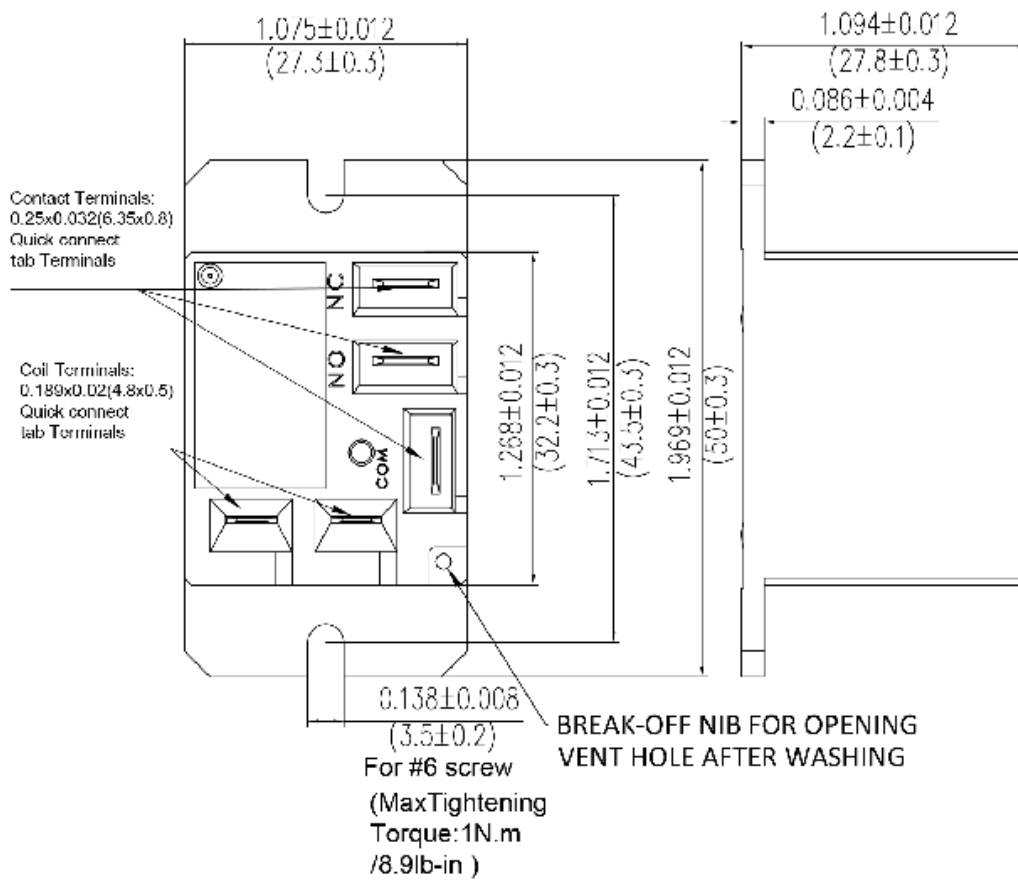 1.075±0.012
(27.3±0.3)
1.094±0.012
(27.8±0.3)
0.086±0.004
(2.2±0.1)
Contact Terminals:
0.25x0.032(6.35x0.8)
Quick connect
tab Terminals
NC
NO
COM
Coil Terminals:
0.189x0.02(4.8x0.5)
Quick connect
tab Terminals
1.268±0.012
(32.2±0.3)
1.713±0.012
(43.5±0.3)
1.969±0.012
(50±0.3)
0.138±0.008
(3.5±0.2)
For #6 screw
(MaxTightening
Torque:1N.m
/8.9lb-in )
BREAK-OFF NIB FOR OPENING
VENT HOLE AFTER WASHING